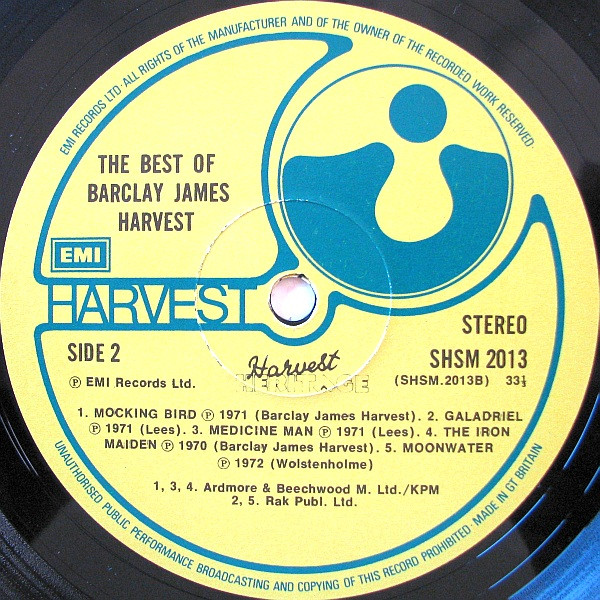 EMI RECORDS LTD·ALL RIGHTS OF THE MANUFACTURER AND OF THE OWNER OF THE RECORDED WORK RESERVED·
THE BEST OF
BARCLAY JAMES
HARVEST
EMI
HARVEST
SIDE 2
STEREO
SHSM 2013
Ⓟ EMI Records Ltd.
Harvest
HERITAGE
(SHSM.2013B) 33⅓
1. MOCKING BIRD Ⓟ 1971 (Barclay James Harvest). 2. GALADRIEL
Ⓟ 1971 (Lees). 3. MEDICINE MAN Ⓟ 1971 (Lees). 4. THE IRON
MAIDEN Ⓟ 1970 (Barclay James Harvest). 5. MOONWATER
Ⓟ 1972 (Wolstenholme)
1, 3, 4. Ardmore & Beechwood M. Ltd./KPM
2, 5. Rak Publ. Ltd.
UNAUTHORISED PUBLIC PERFORMANCE BROADCASTING AND COPYING OF THIS RECORD PROHIBITED·MADE IN GT BRITAIN